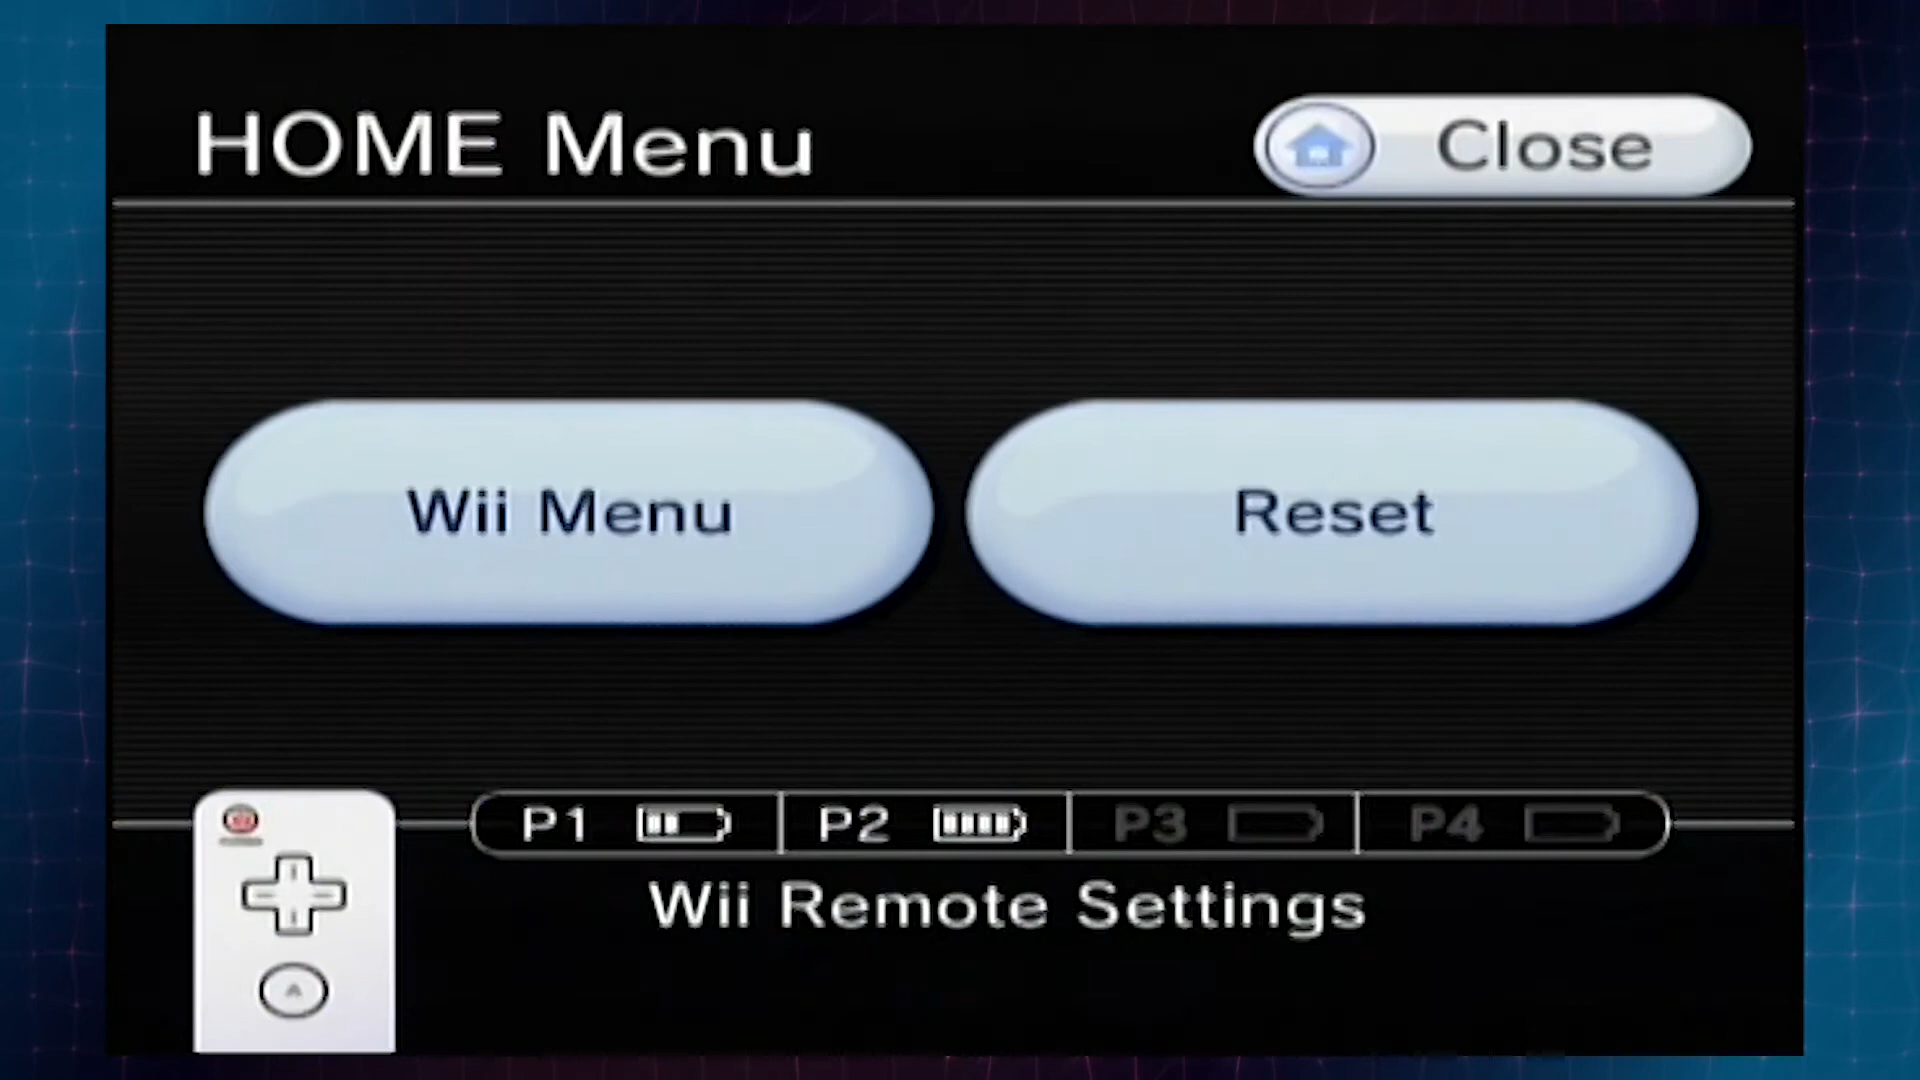 HOME Menu
Close
Wii Menu
Reset
P1 P2 P3 P4
Wii Remote Settings